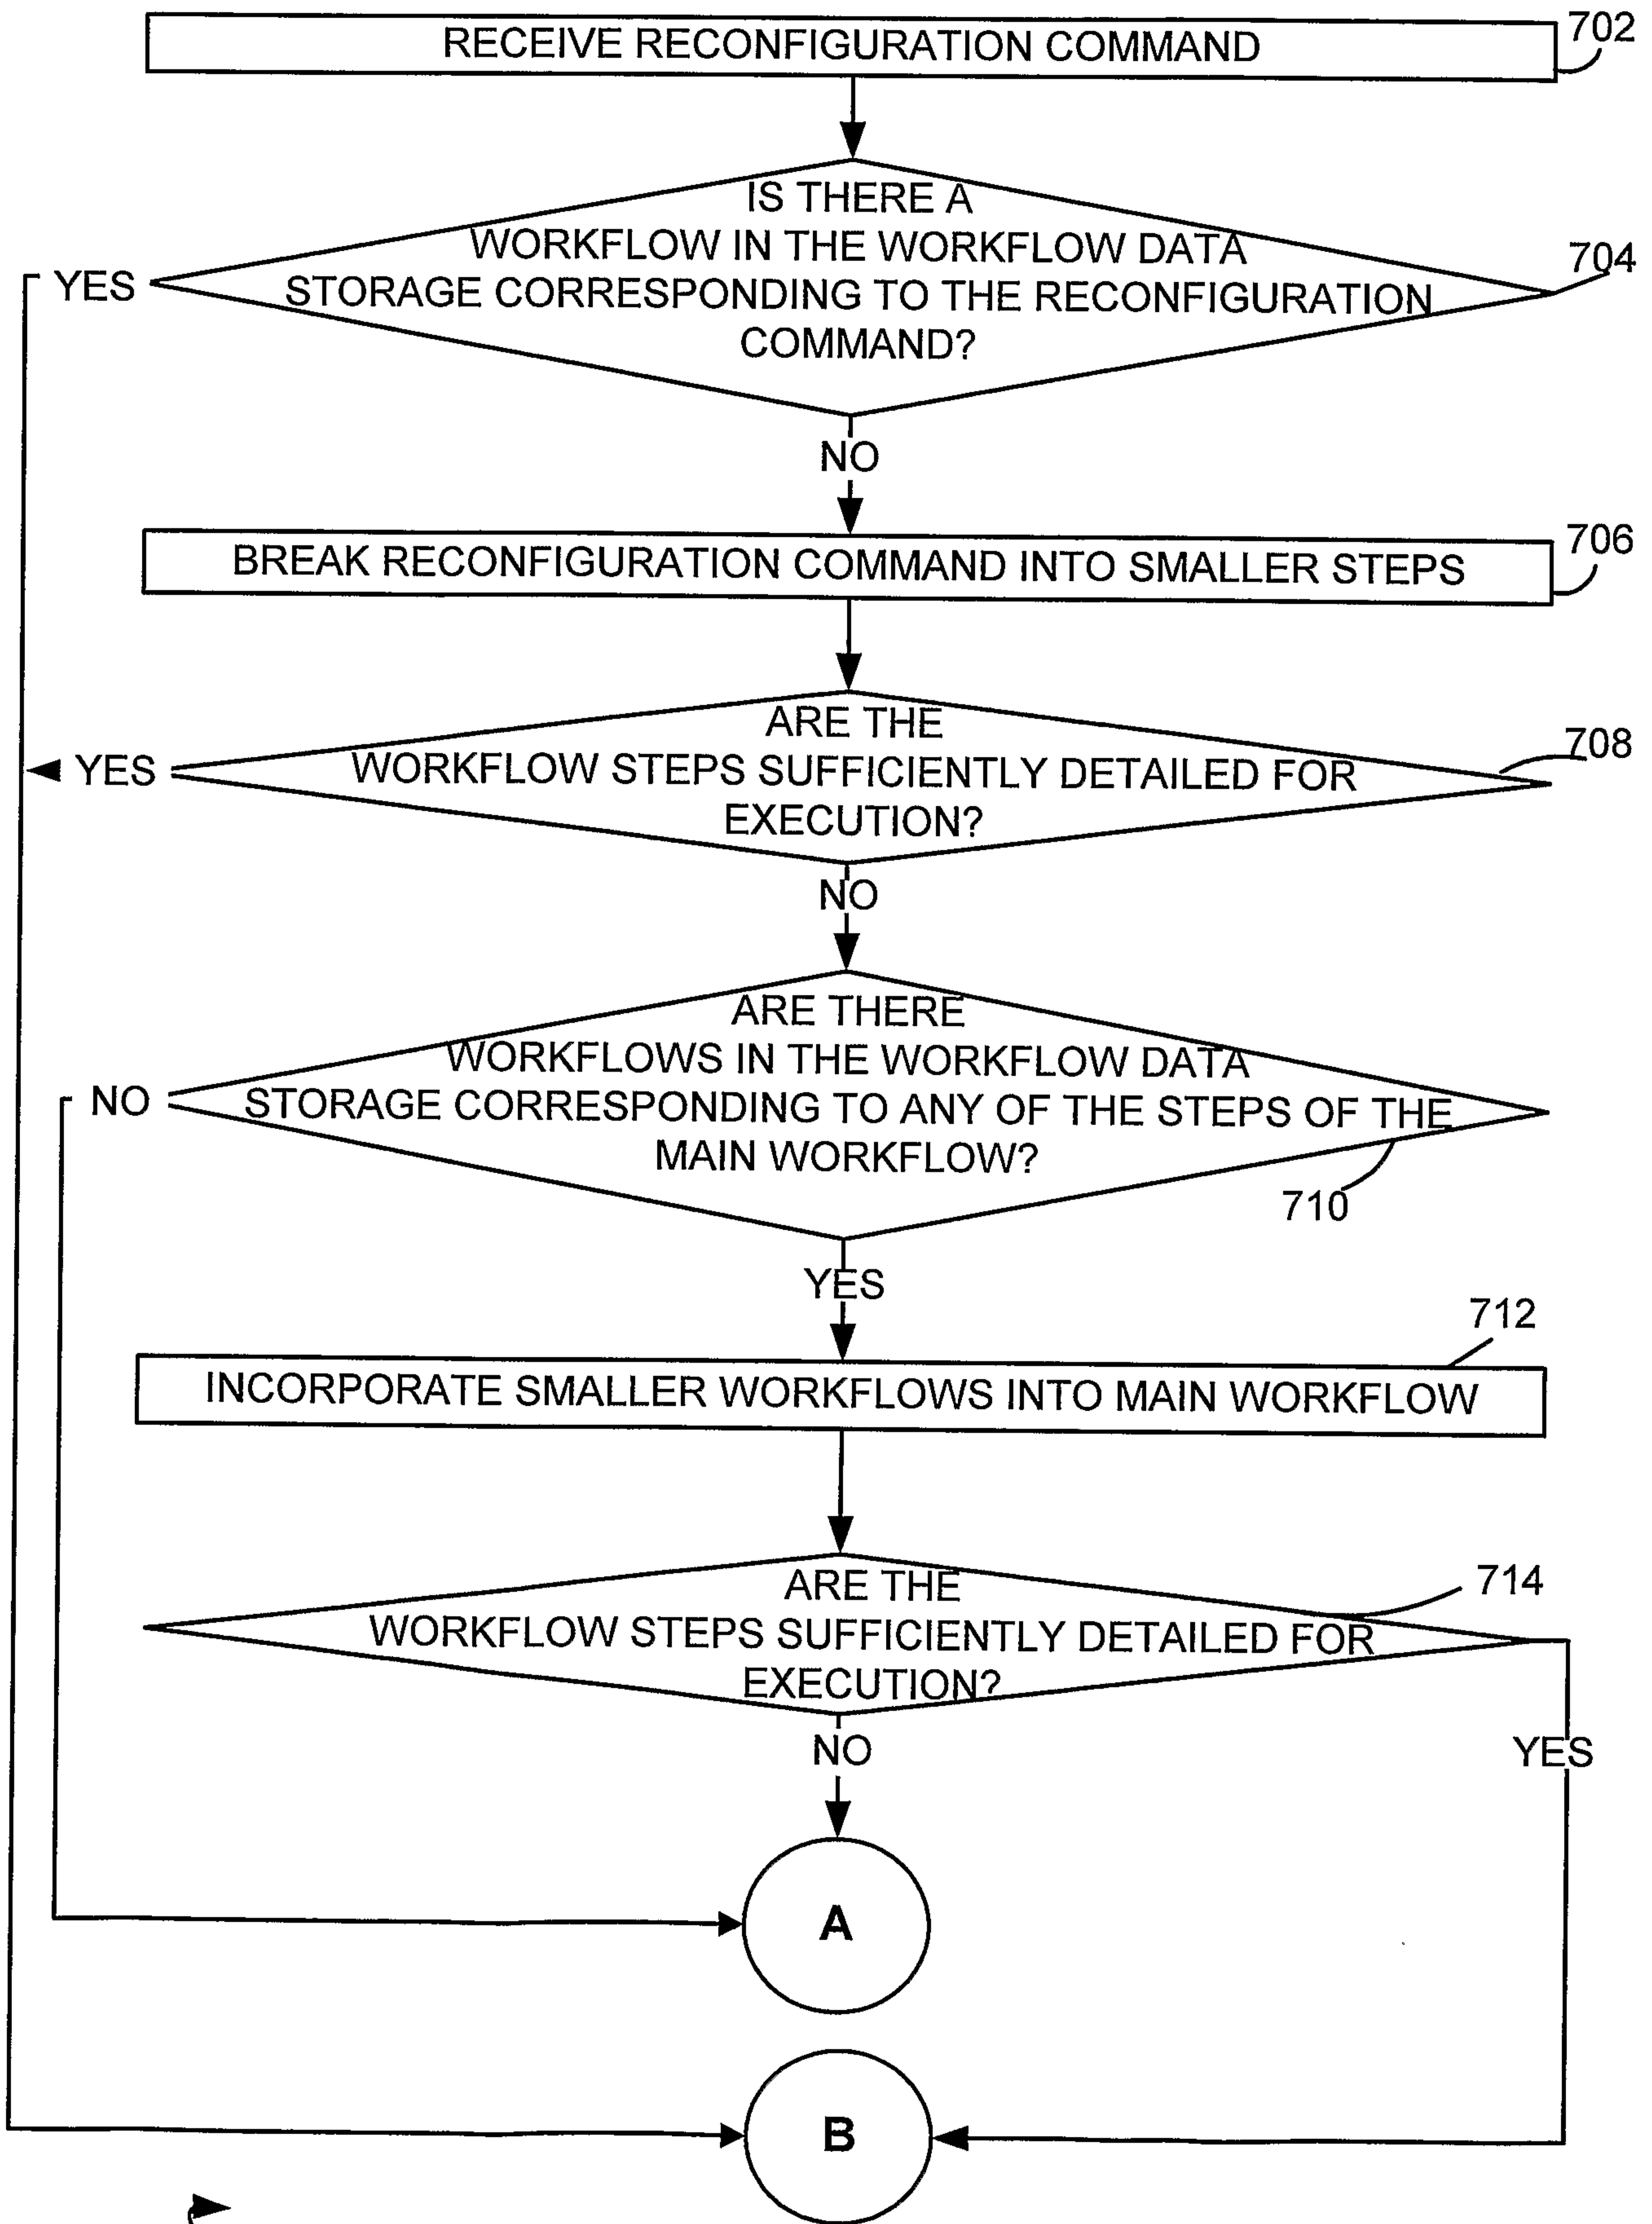 RECEIVE RECONFIGURATION COMMAND
702
IS THERE A
WORKFLOW IN THE WORKFLOW DATA
STORAGE CORRESPONDING TO THE RECONFIGURATION
COMMAND?
704
YES
NO
BREAK RECONFIGURATION COMMAND INTO SMALLER STEPS
706
ARE THE
WORKFLOW STEPS SUFFICIENTLY DETAILED FOR
EXECUTION?
708
YES
NO
ARE THERE
WORKFLOWS IN THE WORKFLOW DATA
STORAGE CORRESPONDING TO ANY OF THE STEPS OF THE
MAIN WORKFLOW?
710
NO
YES
712
INCORPORATE SMALLER WORKFLOWS INTO MAIN WORKFLOW
ARE THE
WORKFLOW STEPS SUFFICIENTLY DETAILED FOR
EXECUTION?
714
NO
YES
A
B